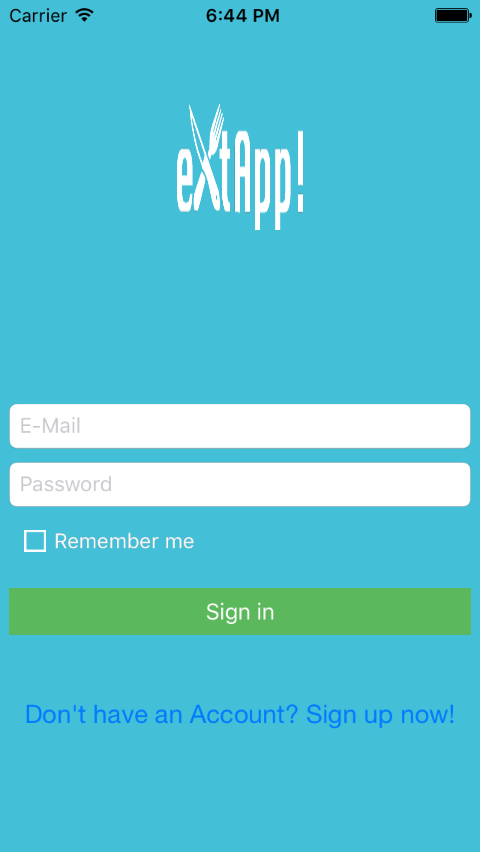 Carrier 6:44 PM
extApp!
E-Mail
Password
Remember me
Sign in
Don't have an Account? Sign up now!